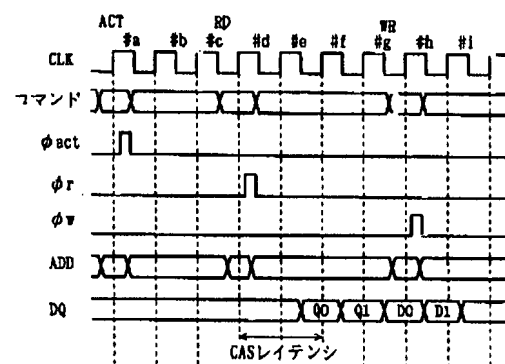 ACT RD WR
#a #b #c #d #e #f #g #h #i
CLK
コマンド
φact
φr
φw
ADD
DQ Q0 Q1 D0 D1
CASレイテンシ